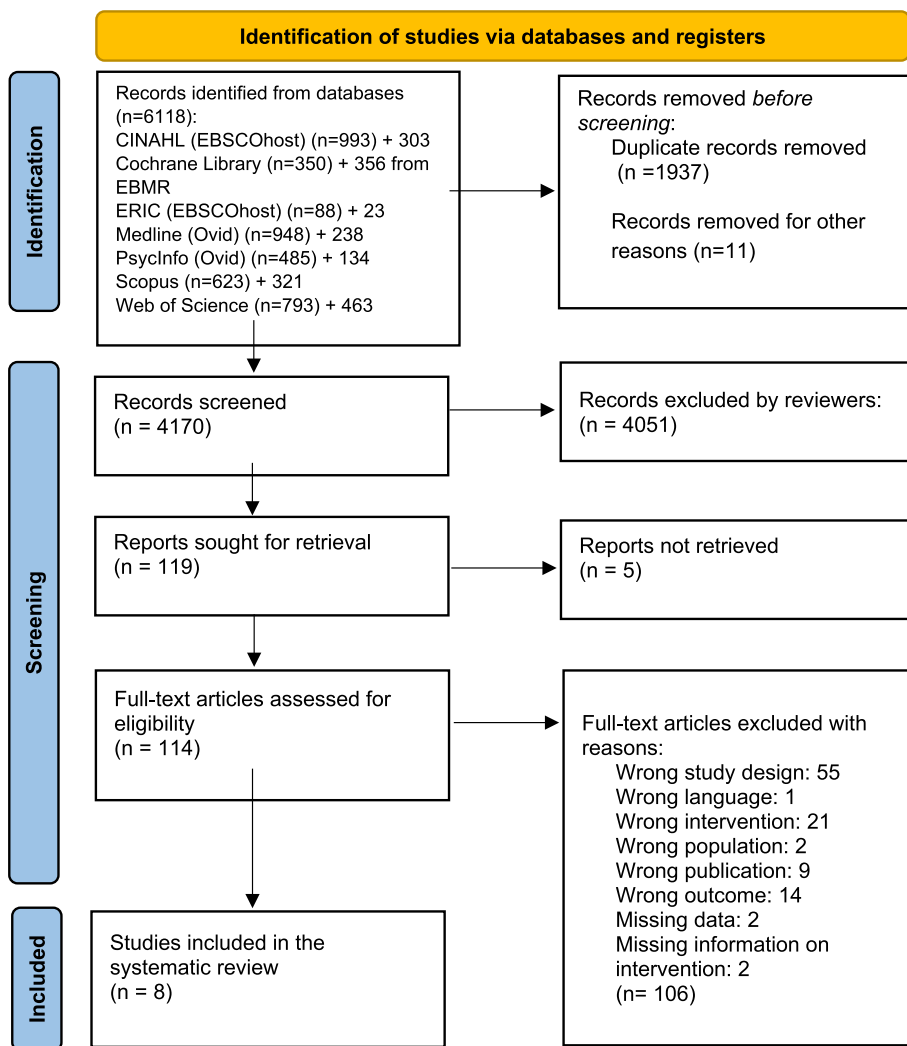 Identification of studies via databases and registers
Identification
Records identified from databases
(n=6118):
CINAHL (EBSCOhost) (n=993) + 303
Cochrane Library (n=350) + 356 from
EBMR
ERIC (EBSCOhost) (n=88) + 23
Medline (Ovid) (n=948) + 238
PsycInfo (Ovid) (n=485) + 134
Scopus (n=623) + 321
Web of Science (n=793) + 463
Records removed before
screening:
Duplicate records removed
(n =1937)
Records removed for other
reasons (n=11)
Screening
Records screened
(n = 4170)
Records excluded by reviewers:
(n = 4051)
Reports sought for retrieval
(n = 119)
Reports not retrieved
(n = 5)
Full-text articles assessed for
eligibility
(n = 114)
Full-text articles excluded with
reasons:
Wrong study design: 55
Wrong language: 1
Wrong intervention: 21
Wrong population: 2
Wrong publication: 9
Wrong outcome: 14
Missing data: 2
Missing information on
intervention: 2
(n= 106)
Included
Studies included in the
systematic review
(n = 8)